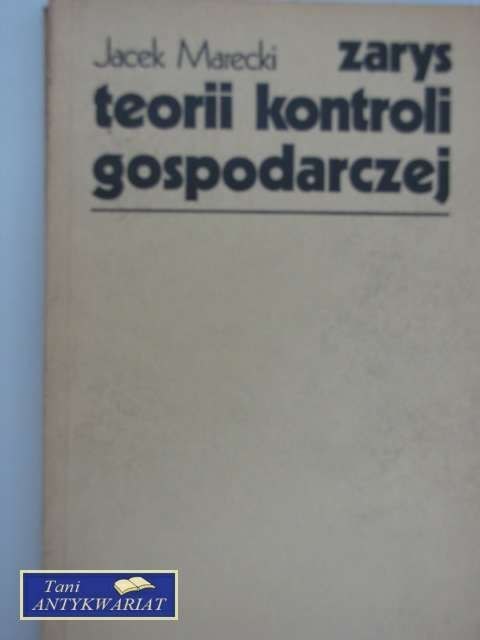 Jacek Marecki zarys
teorii kontroli
gospodarczej
Tani
ANTYKWARIAT